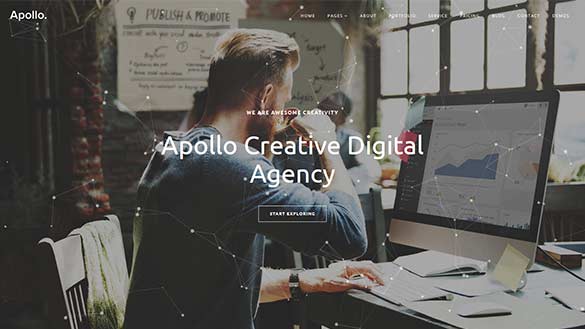 Apollo.
HOME
PAGES
ABOUT
PORTFOLIO
SERVICE
PRICING
BLOG
CONTACT
DEMOS
PUBLISH & PROMOTE
WE ARE AWESOME CREATIVITY
Apollo Creative Digital
Agency
START EXPLORING